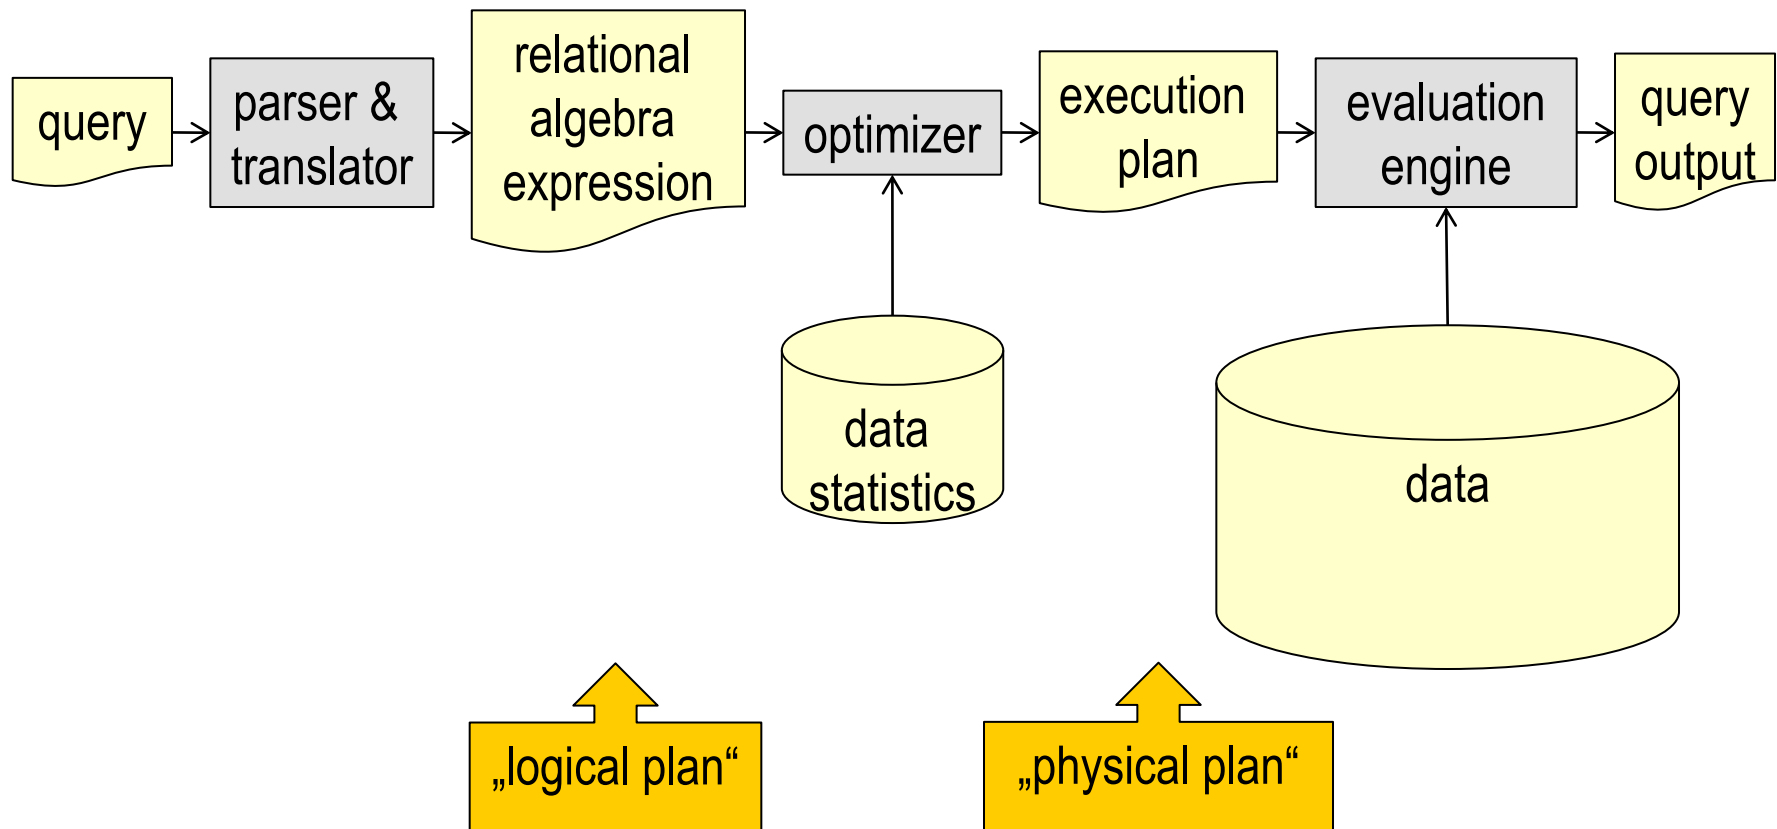 query
parser &
translator
relational
algebra
expression
optimizer
execution
plan
evaluation
engine
query
output
data
statistics
data
„logical plan“
„physical plan“